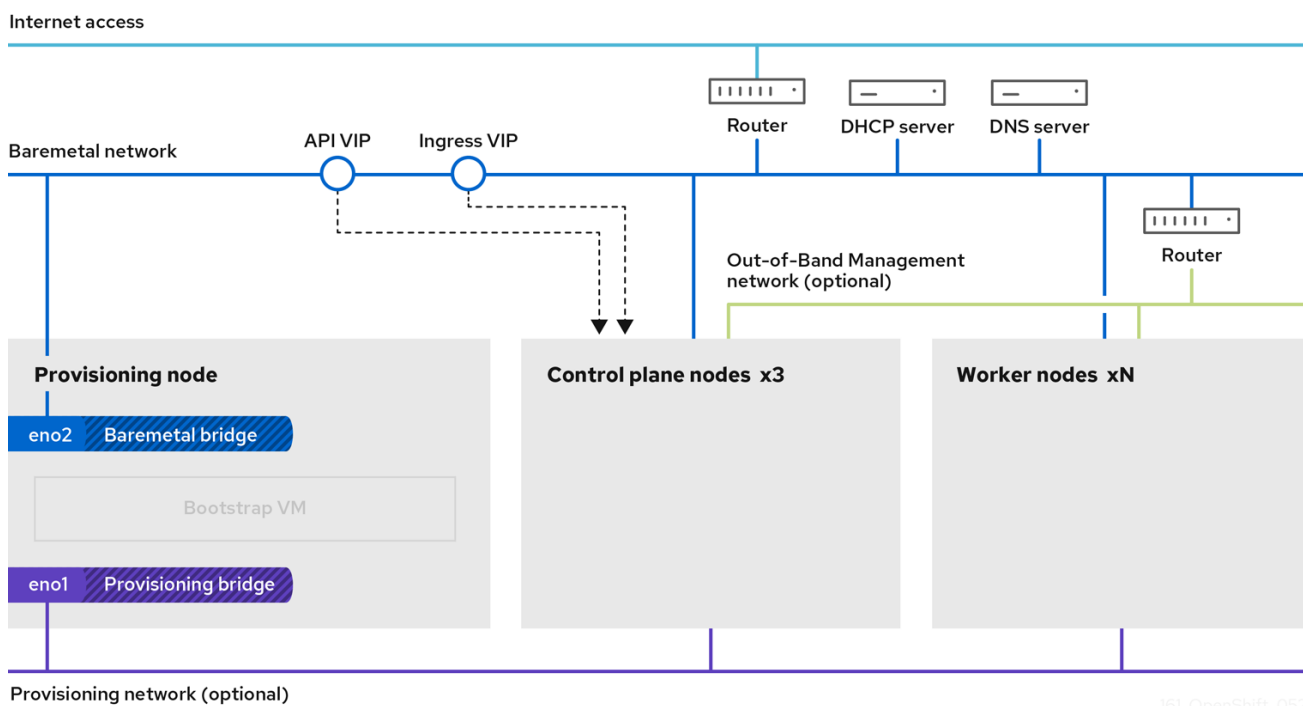 Internet access
Router
DHCP server
DNS server
API VIP
Ingress VIP
Baremetal network
Router
Out-of-Band Management
network (optional)
Provisioning node
Control plane nodes x3
Worker nodes xN
eno2
Baremetal bridge
Bootstrap VM
eno1
Provisioning bridge
Provisioning network (optional)
161_OpenShift_05